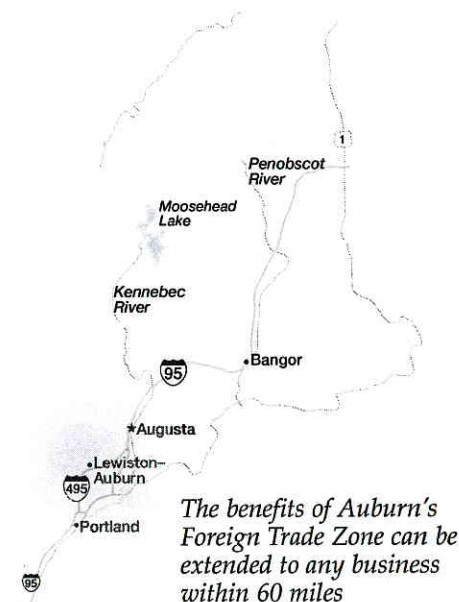 1
Penobscot
River
Moosehead
Lake
Kennebec
River
95
Bangor
Augusta
Lewiston–
Auburn
495
Portland
95
The benefits of Auburn's
Foreign Trade Zone can be
extended to any business
within 60 miles